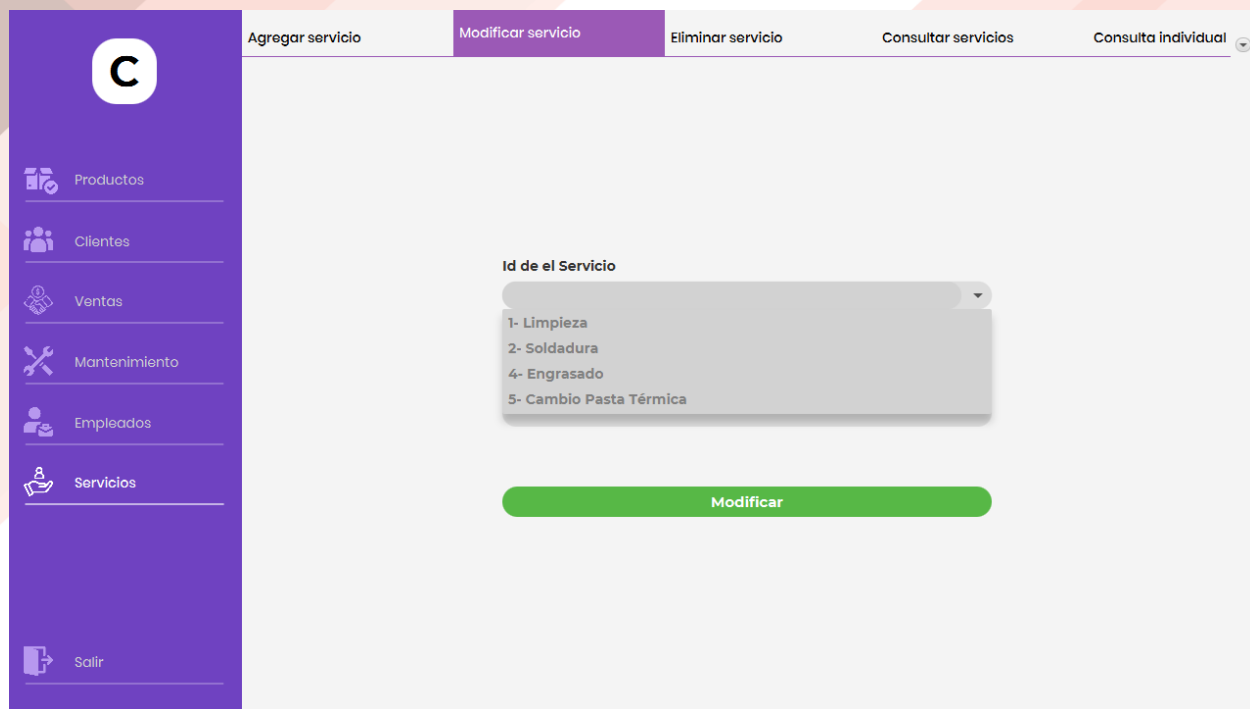 C
Agregar servicio
Modificar servicio
Eliminar servicio
Consultar servicios
Consulta individual
Productos
Clientes
Ventas
Mantenimiento
Empleados
Servicios
Salir
Id de el Servicio
1- Limpieza
2- Soldadura
4- Engrasado
5- Cambio Pasta Térmica
Modificar